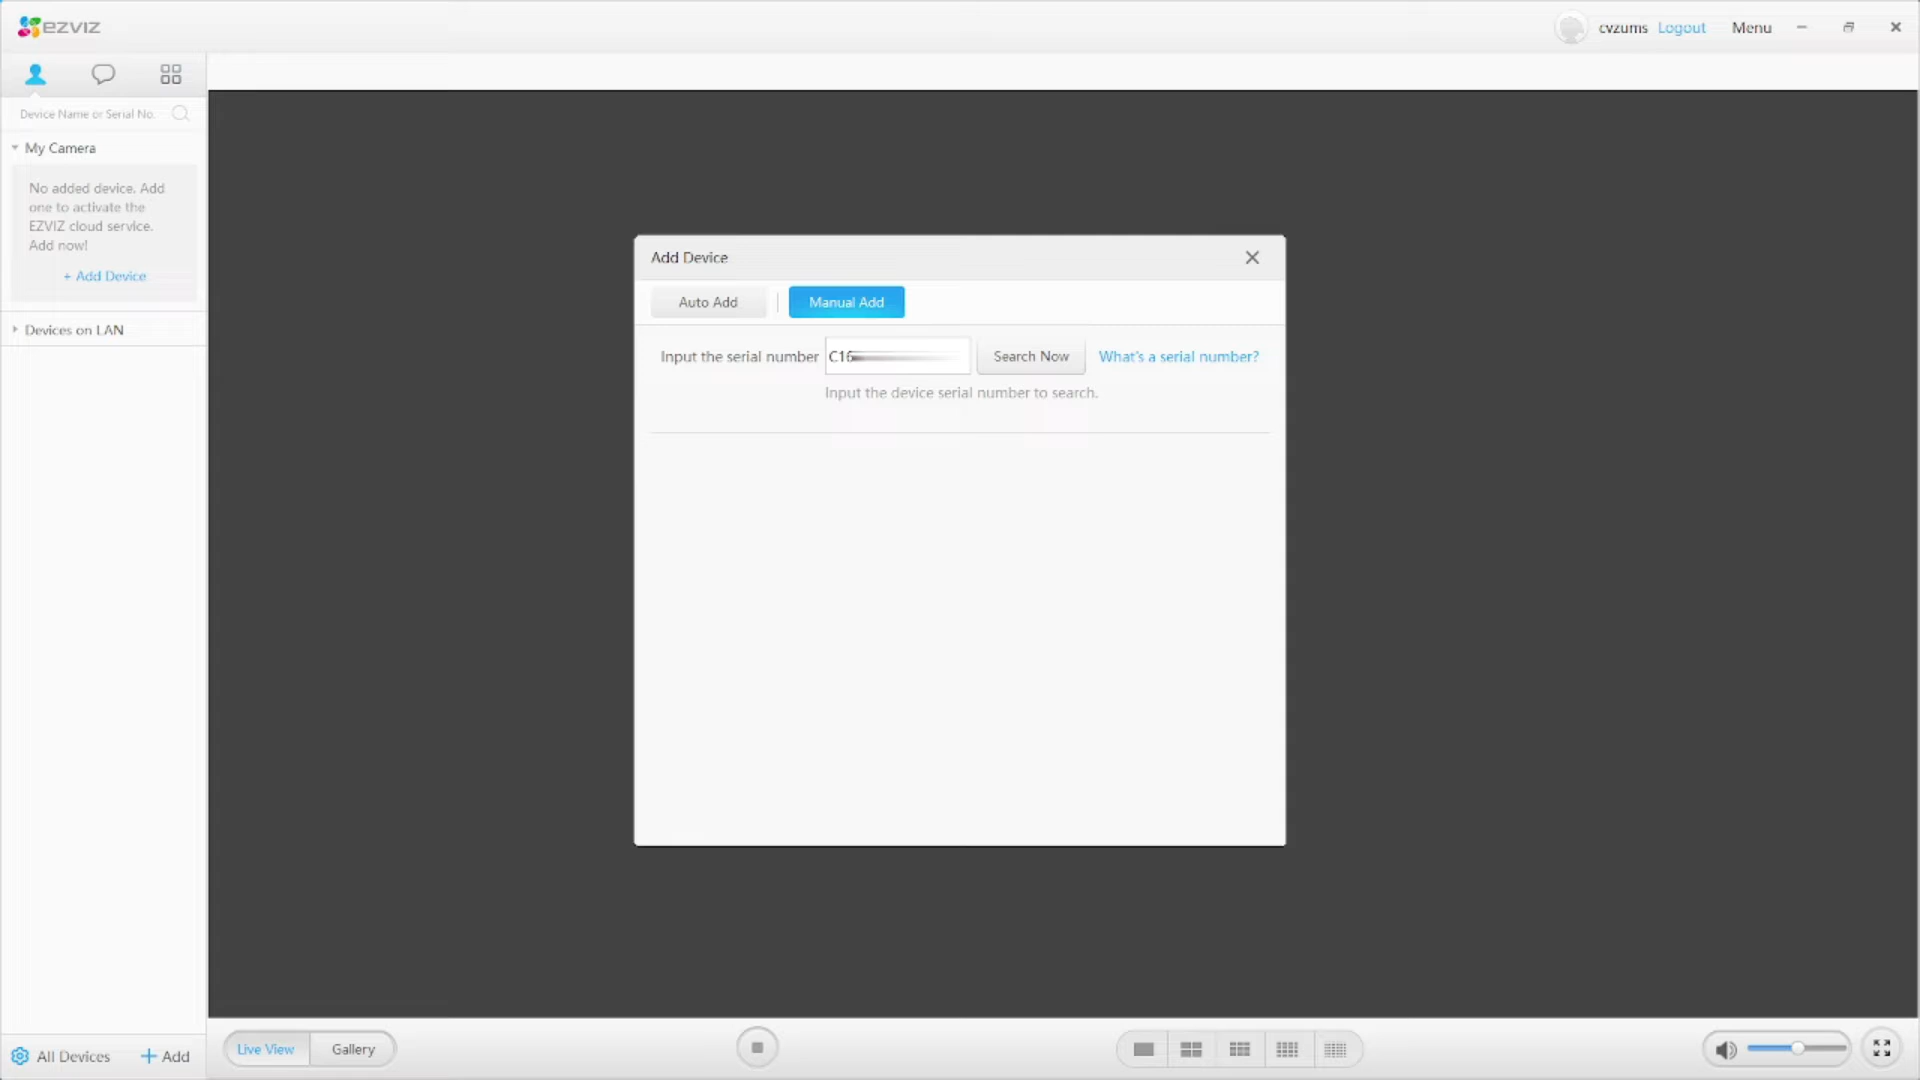 EZVIZ
cvzums Logout Menu
Device Name or Serial No.
My Camera
No added device. Add
one to activate the
EZVIZ cloud service.
Add now!
+ Add Device
Devices on LAN
Add Device
Auto Add Manual Add
Input the serial number C16 Search Now What's a serial number?
Input the device serial number to search.
All Devices + Add
Live View Gallery